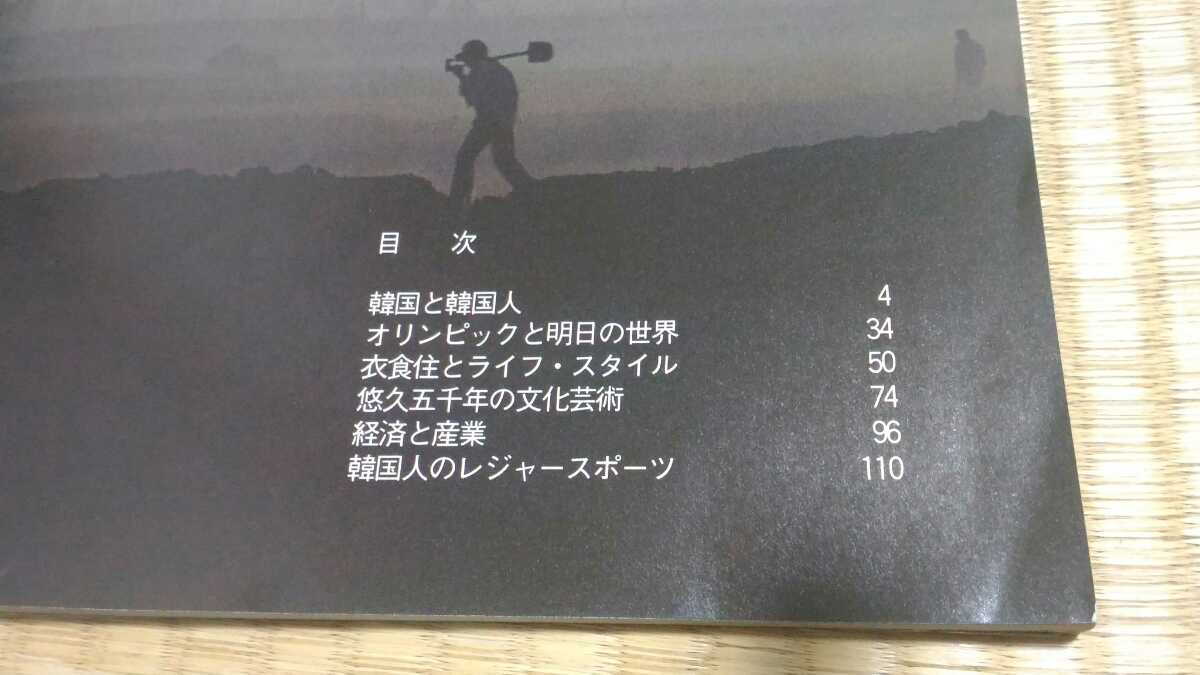 目 次
韓国と韓国人 4
オリンピックと明日の世界 34
衣食住とライフ・スタイル 50
悠久五千年の文化芸術 74
経済と産業 96
韓国人のレジャースポーツ 110